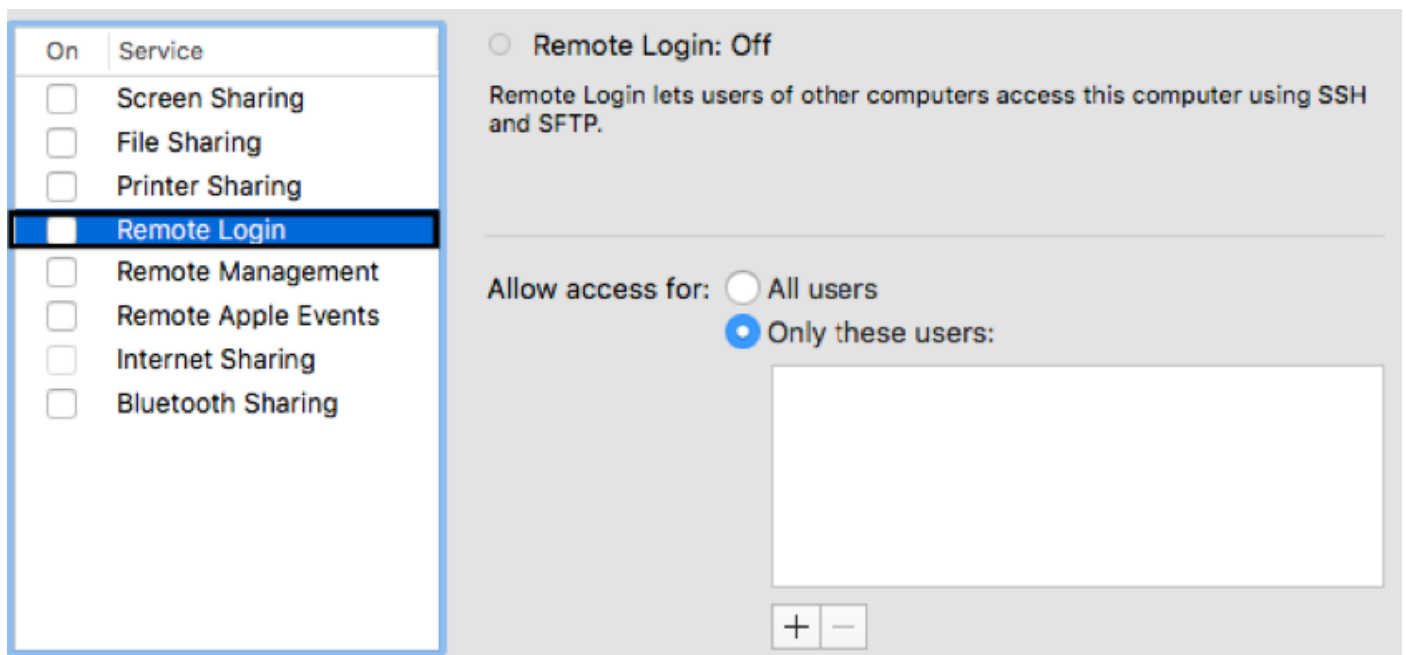 On Service
Screen Sharing
File Sharing
Printer Sharing
Remote Login
Remote Management
Remote Apple Events
Internet Sharing
Bluetooth Sharing
Remote Login: Off
Remote Login lets users of other computers access this computer using SSH
and SFTP.
Allow access for: All users
Only these users:
+ −